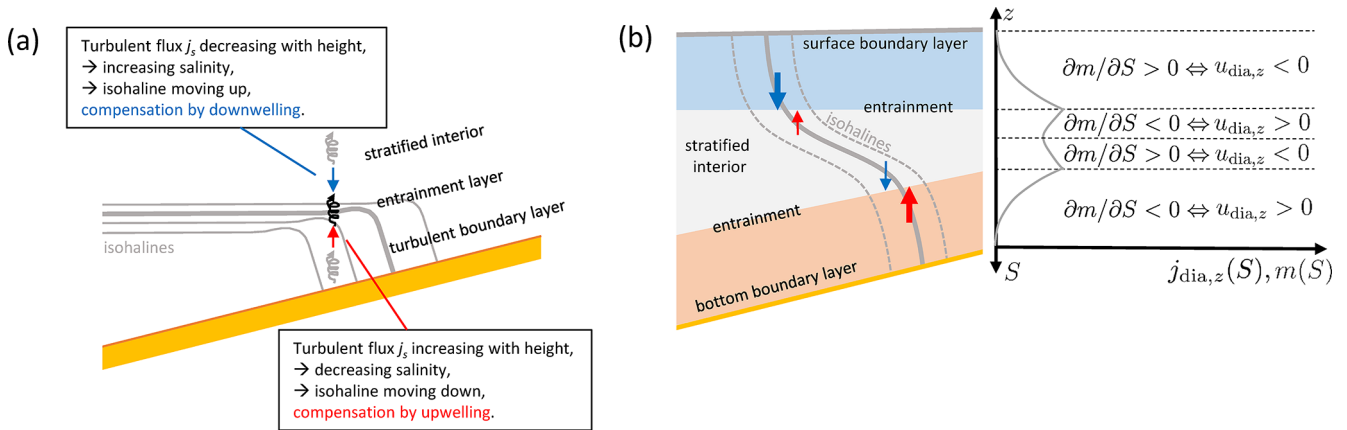 (a)
Turbulent flux j_s decreasing with height,
→ increasing salinity,
→ isohaline moving up,
compensation by downwelling.
stratified interior
entrainment layer
turbulent boundary layer
isohalines
Turbulent flux j_s increasing with height,
→ decreasing salinity,
→ isohaline moving down,
compensation by upwelling.
(b)
surface boundary layer
entrainment
isohalines
stratified
interior
entrainment
bottom boundary layer
z
∂m/∂S > 0 ⇔ u_dia,z < 0
∂m/∂S < 0 ⇔ u_dia,z > 0
∂m/∂S > 0 ⇔ u_dia,z < 0
∂m/∂S < 0 ⇔ u_dia,z > 0
S
j_dia,z(S), m(S)